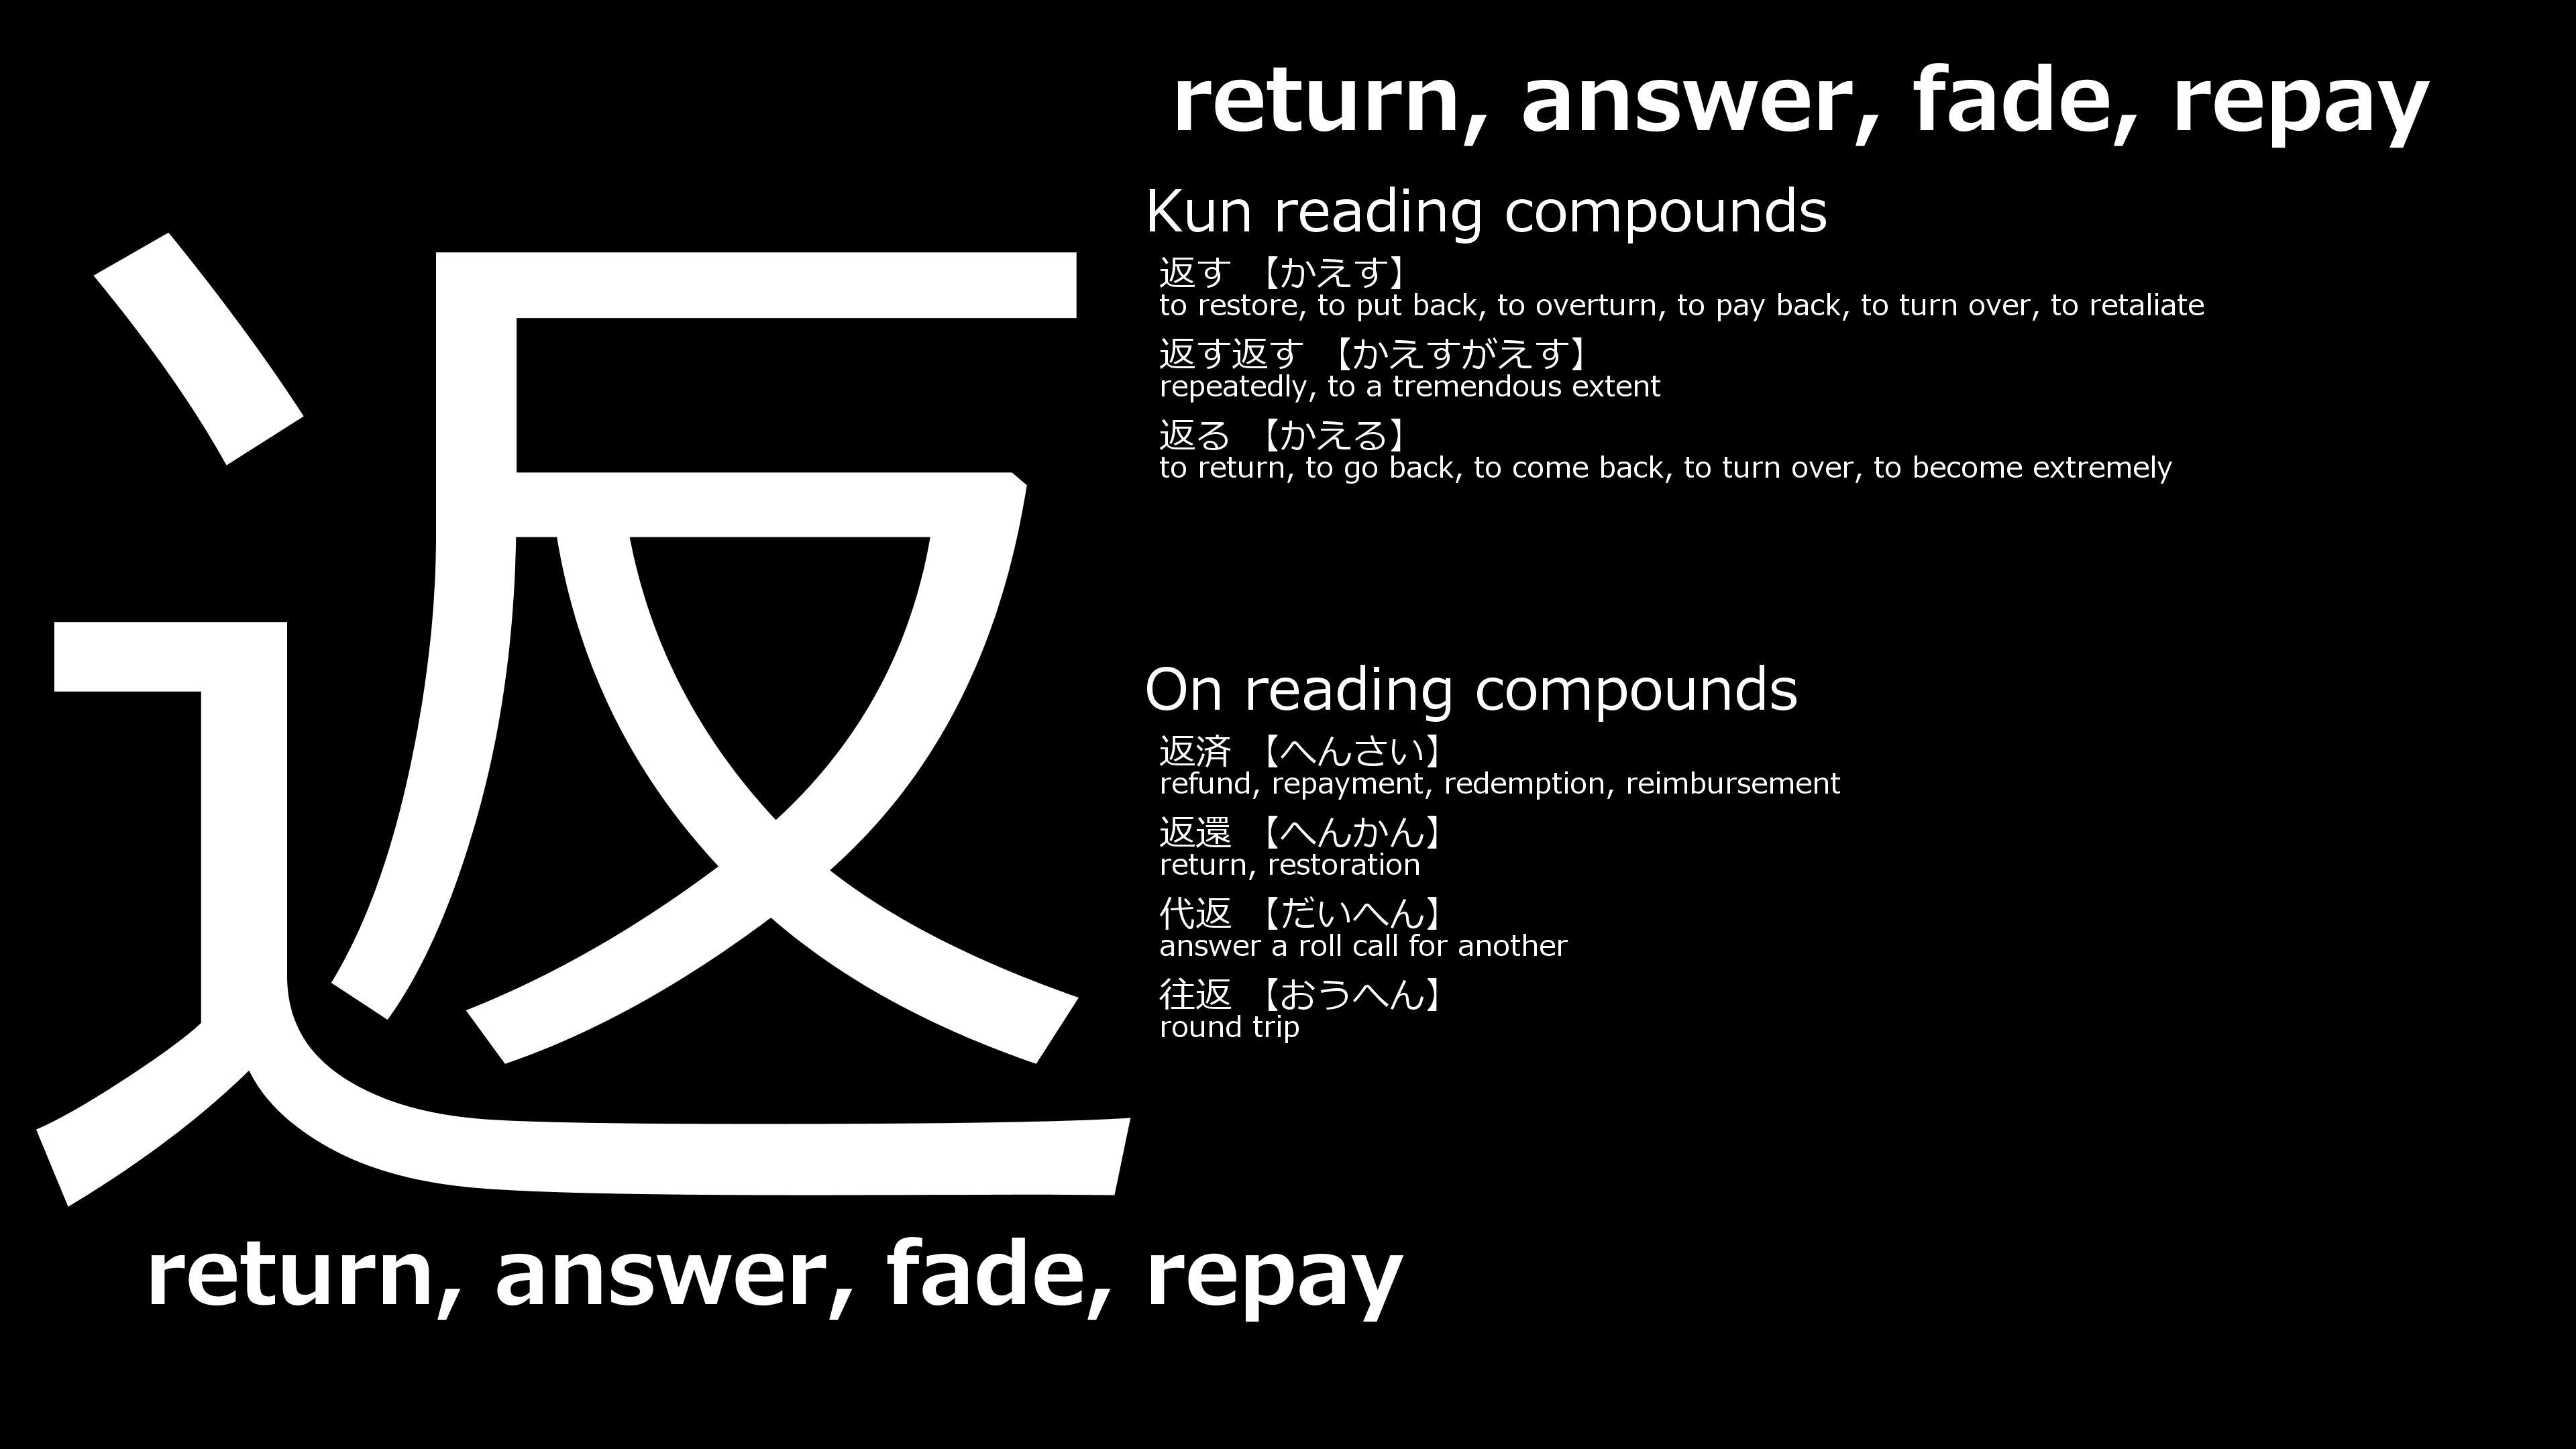 返
return, answer, fade, repay
return, answer, fade, repay
Kun reading compounds
返す 【かえす】
to restore, to put back, to overturn, to pay back, to turn over, to retaliate
返す返す 【かえすがえす】
repeatedly, to a tremendous extent
返る 【かえる】
to return, to go back, to come back, to turn over, to become extremely
On reading compounds
返済 【へんさい】
refund, repayment, redemption, reimbursement
返還 【へんかん】
return, restoration
代返 【だいへん】
answer a roll call for another
往返 【おうへん】
round trip